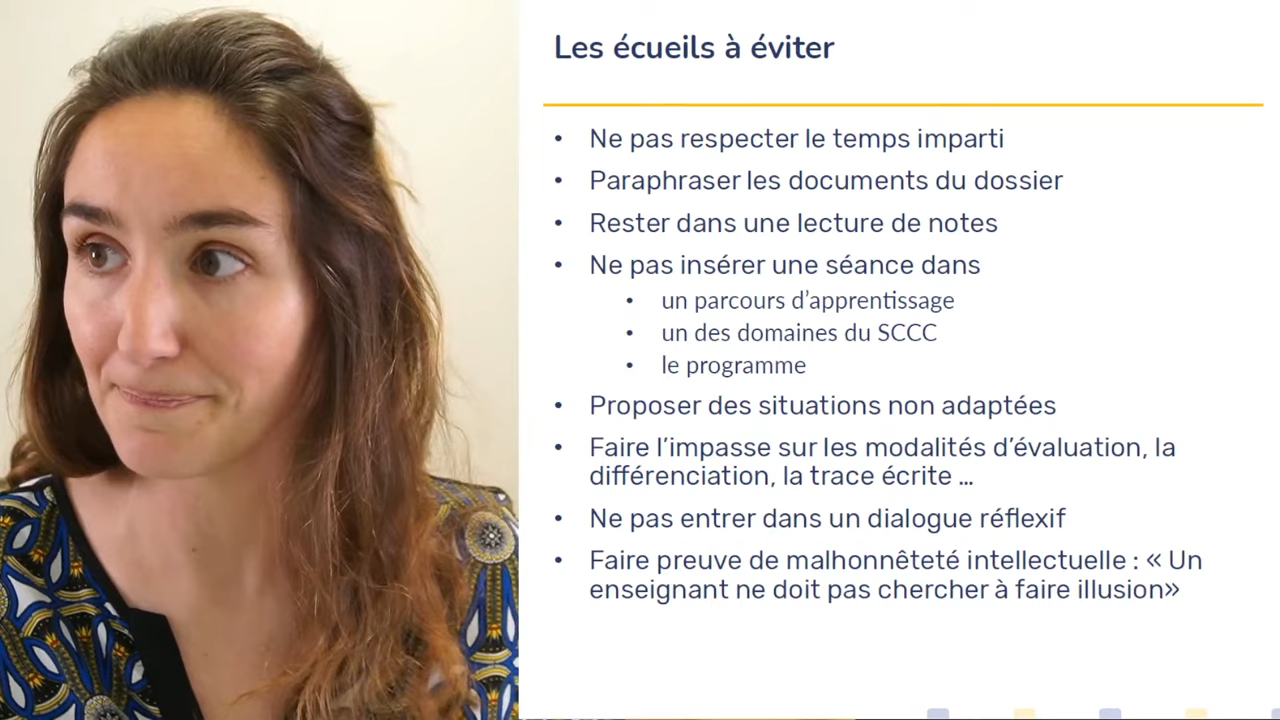 Les écueils à éviter
• Ne pas respecter le temps imparti
• Paraphraser les documents du dossier
• Rester dans une lecture de notes
• Ne pas insérer une séance dans
• un parcours d'apprentissage
• un des domaines du SCCC
• le programme
• Proposer des situations non adaptées
• Faire l'impasse sur les modalités d'évaluation, la
différenciation, la trace écrite ...
• Ne pas entrer dans un dialogue réflexif
• Faire preuve de malhonnêteté intellectuelle : « Un
enseignant ne doit pas chercher à faire illusion»